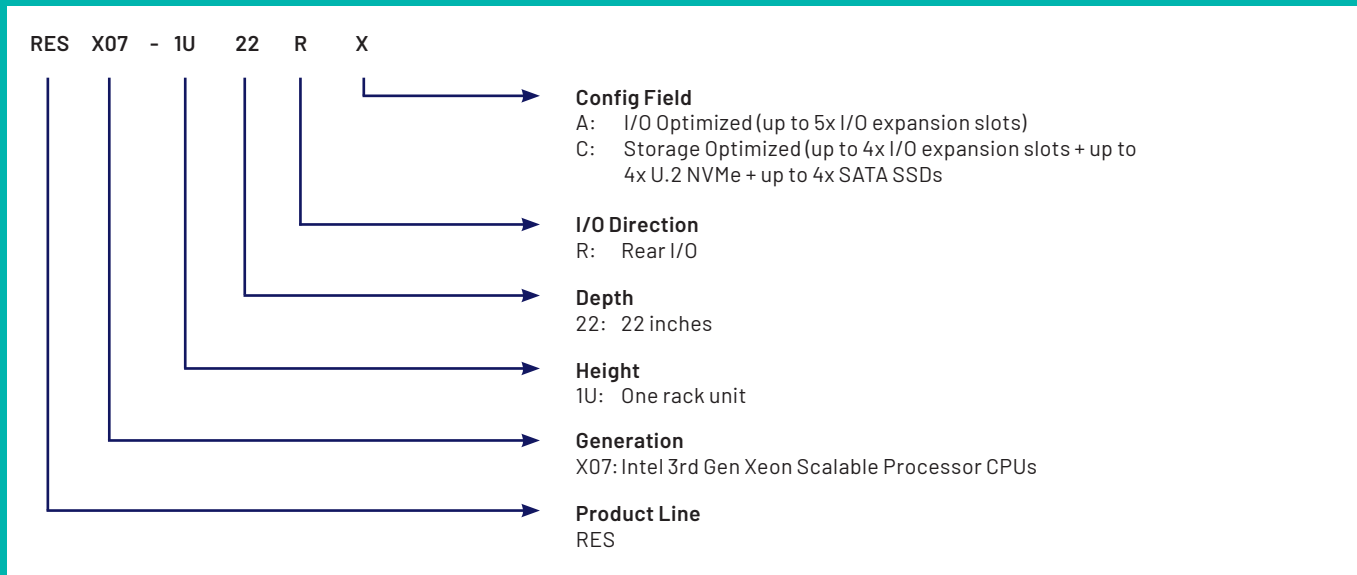 RES X07 - 1U 22 R X
Config Field
A: I/O Optimized (up to 5x I/O expansion slots)
C: Storage Optimized (up to 4x I/O expansion slots + up to
4x U.2 NVMe + up to 4x SATA SSDs
I/O Direction
R: Rear I/O
Depth
22: 22 inches
Height
1U: One rack unit
Generation
X07: Intel 3rd Gen Xeon Scalable Processor CPUs
Product Line
RES